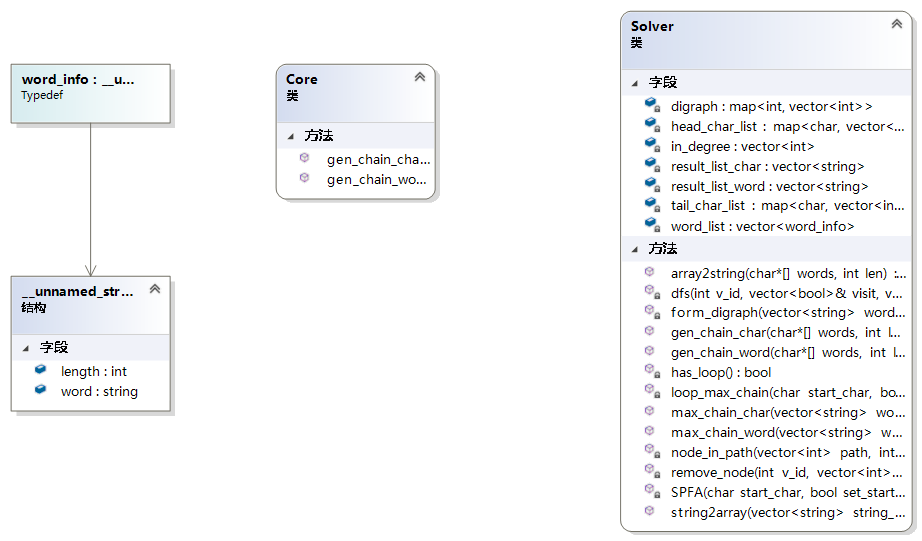 word_info : __u...
Typedef
__unnamed_str...
结构
字段
length : int
word : string
Core
类
方法
gen_chain_cha...
gen_chain_wo...
Solver
类
字段
digraph : map<int, vector<int>>
head_char_list : map<char, vector<...
in_degree : vector<int>
result_list_char : vector<string>
result_list_word : vector<string>
tail_char_list : map<char, vector<in...
word_list : vector<word_info>
方法
array2string(char*[] words, int len) :...
dfs(int v_id, vector<bool>& visit, v...
form_digraph(vector<string> word...
gen_chain_char(char*[] words, int l...
gen_chain_word(char*[] words, int l...
has_loop() : bool
loop_max_chain(char start_char, bo...
max_chain_char(vector<string> wo...
max_chain_word(vector<string> w...
node_in_path(vector<int> path, int...
remove_node(int v_id, vector<int>...
SPFA(char start_char, bool set_start...
string2array(vector<string> string_...